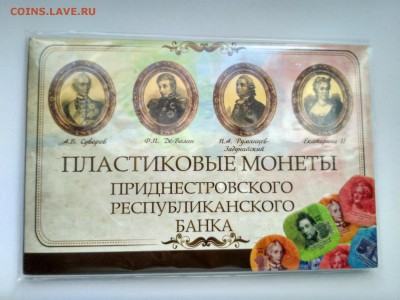 COINS.LAVE.RU
А.В. Суворов
Ф.П. Де-Волан
П.А. Румянцев-
Задунайский
Екатерина II
ПЛАСТИКОВЫЕ МОНЕТЫ
ПРИДНЕСТРОВСКОГО
РЕСПУБЛИКАНСКОГО
БАНКА